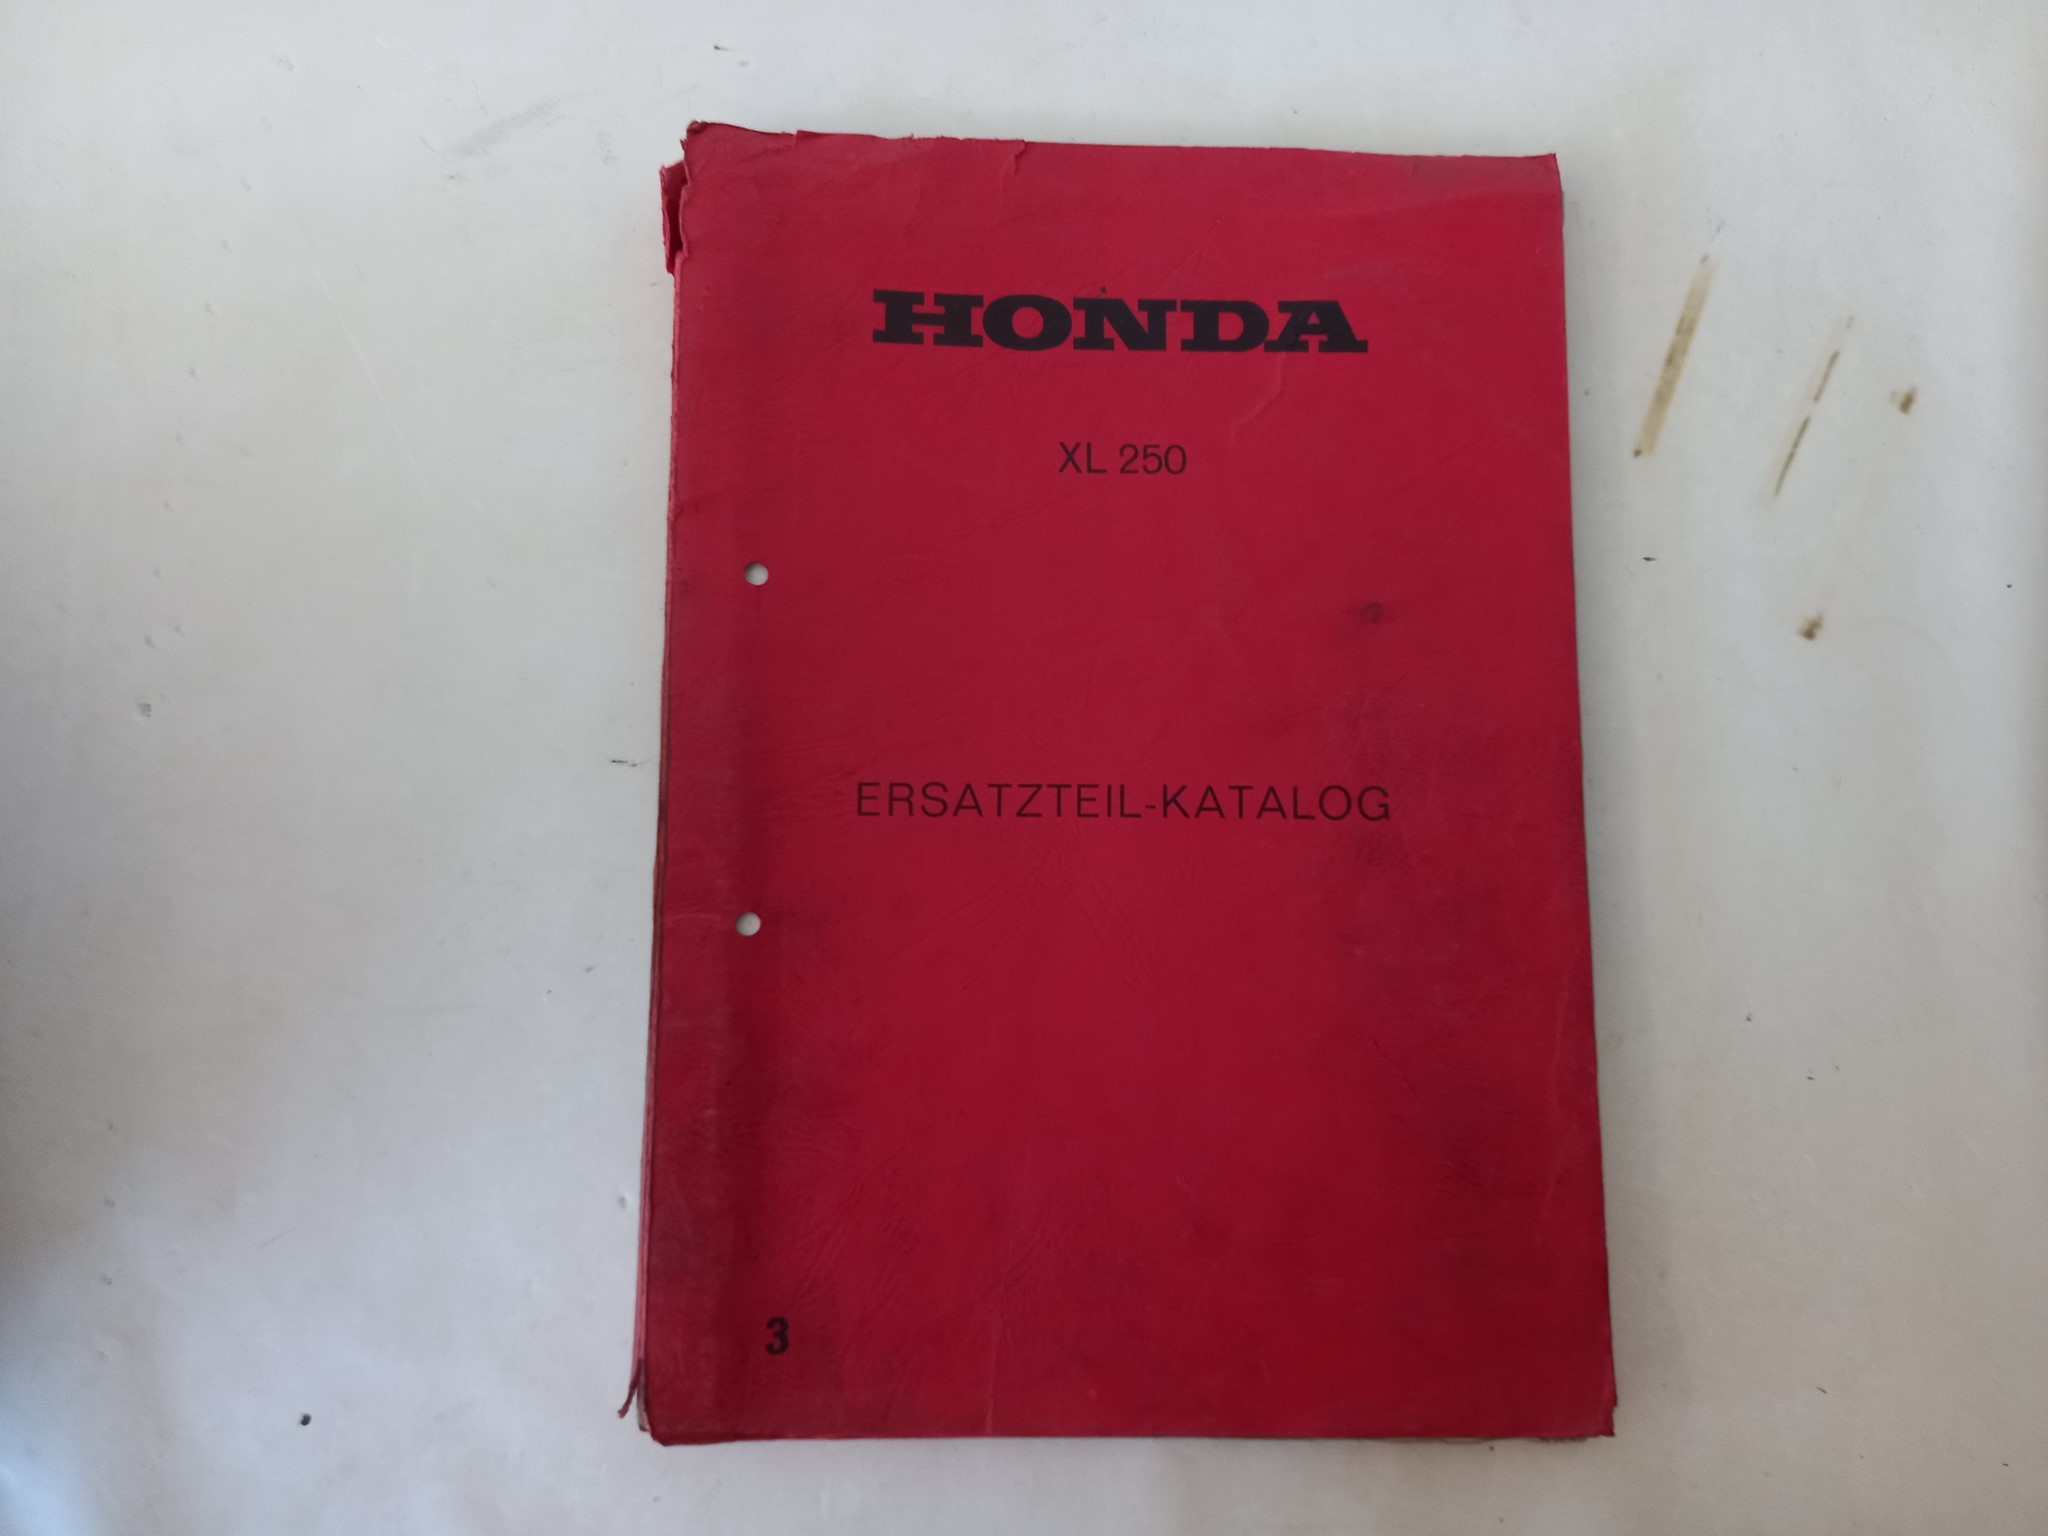 HONDA
XL 250
ERSATZTEIL-KATALOG
3